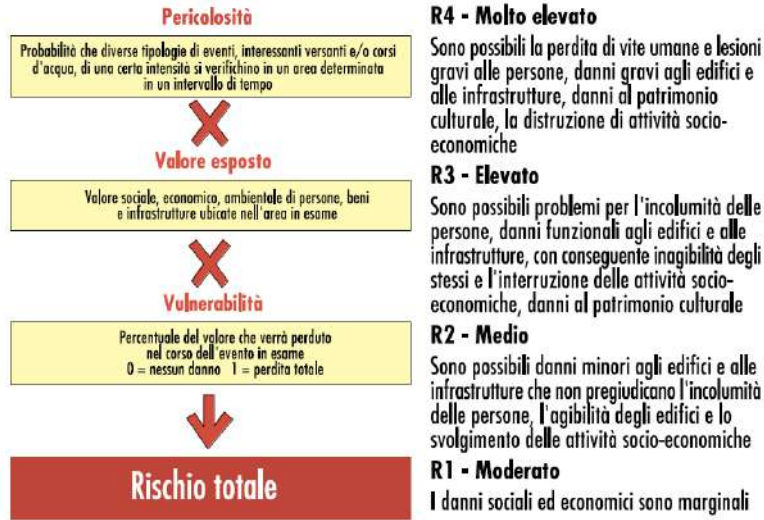 Pericolosità
Probabilità che diverse tipologie di eventi, interessanti versanti e/o corsi
d'acqua, di una certa intensità si verifichino in un area determinata
in un intervallo di tempo
Valore esposto
Valore sociale, economico, ambientale di persone, beni
e infrastrutture ubicate nell'area in esame
Vulnerabilità
Percentuale del valore che verrà perduto
nel corso dell'evento in esame
0 = nessun danno 1 = perdita totale
Rischio totale
R4 - Molto elevato
Sono possibili la perdita di vite umane e lesioni
gravi alle persone, danni gravi agli edifici e
alle infrastrutture, danni al patrimonio
culturale, la distruzione di attività socio-
economiche
R3 - Elevato
Sono possibili problemi per l'incolumità delle
persone, danni funzionali agli edifici e alle
infrastrutture, con conseguente inagibilità degli
stessi e l'interruzione delle attività socio-
economiche, danni al patrimonio culturale
R2 - Medio
Sono possibili danni minori agli edifici e alle
infrastrutture che non pregiudicano l'incolumità
delle persone, l'agibilità degli edifici e lo
svolgimento delle attività socio-economiche
R1 - Moderato
I danni sociali ed economici sono marginali